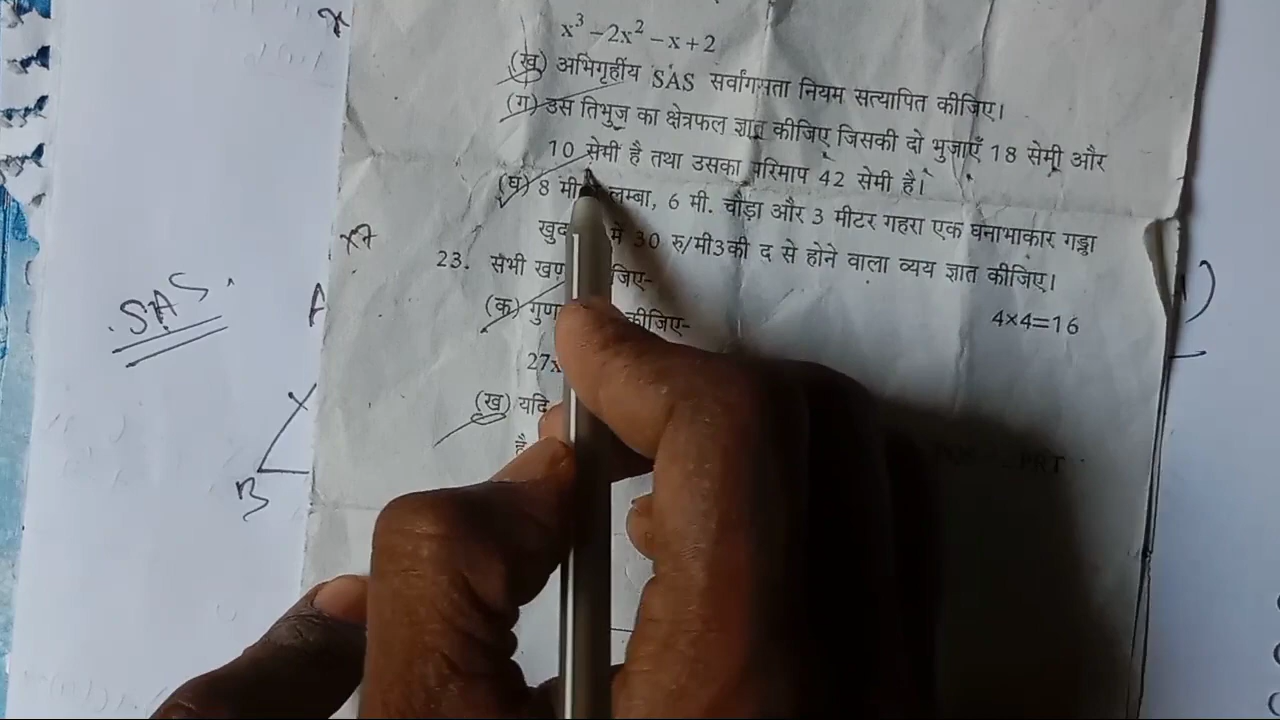 x
x³ – 2x² – x + 2
(ख) अभिगृहीय SAS सर्वांगसमता नियम सत्यापित कीजिए।
(ग) उस तिभुज का क्षेत्रफल ज्ञात कीजिए जिसकी दो भुजाएँ 18 सेमी और
10 सेमी है तथा उसका परिमाप 42 सेमी है।
(घ) 8 मी लम्बा, 6 मी. चौड़ा और 3 मीटर गहरा एक घनाभाकार गड्ढा
में 30 रु/मी3की द से होने वाला व्यय ज्ञात कीजिए।
x7
23. सभी
4×4=16
(क) कीजिए-
SAS.
A
27x
(ख) यदि
है
B
PRT